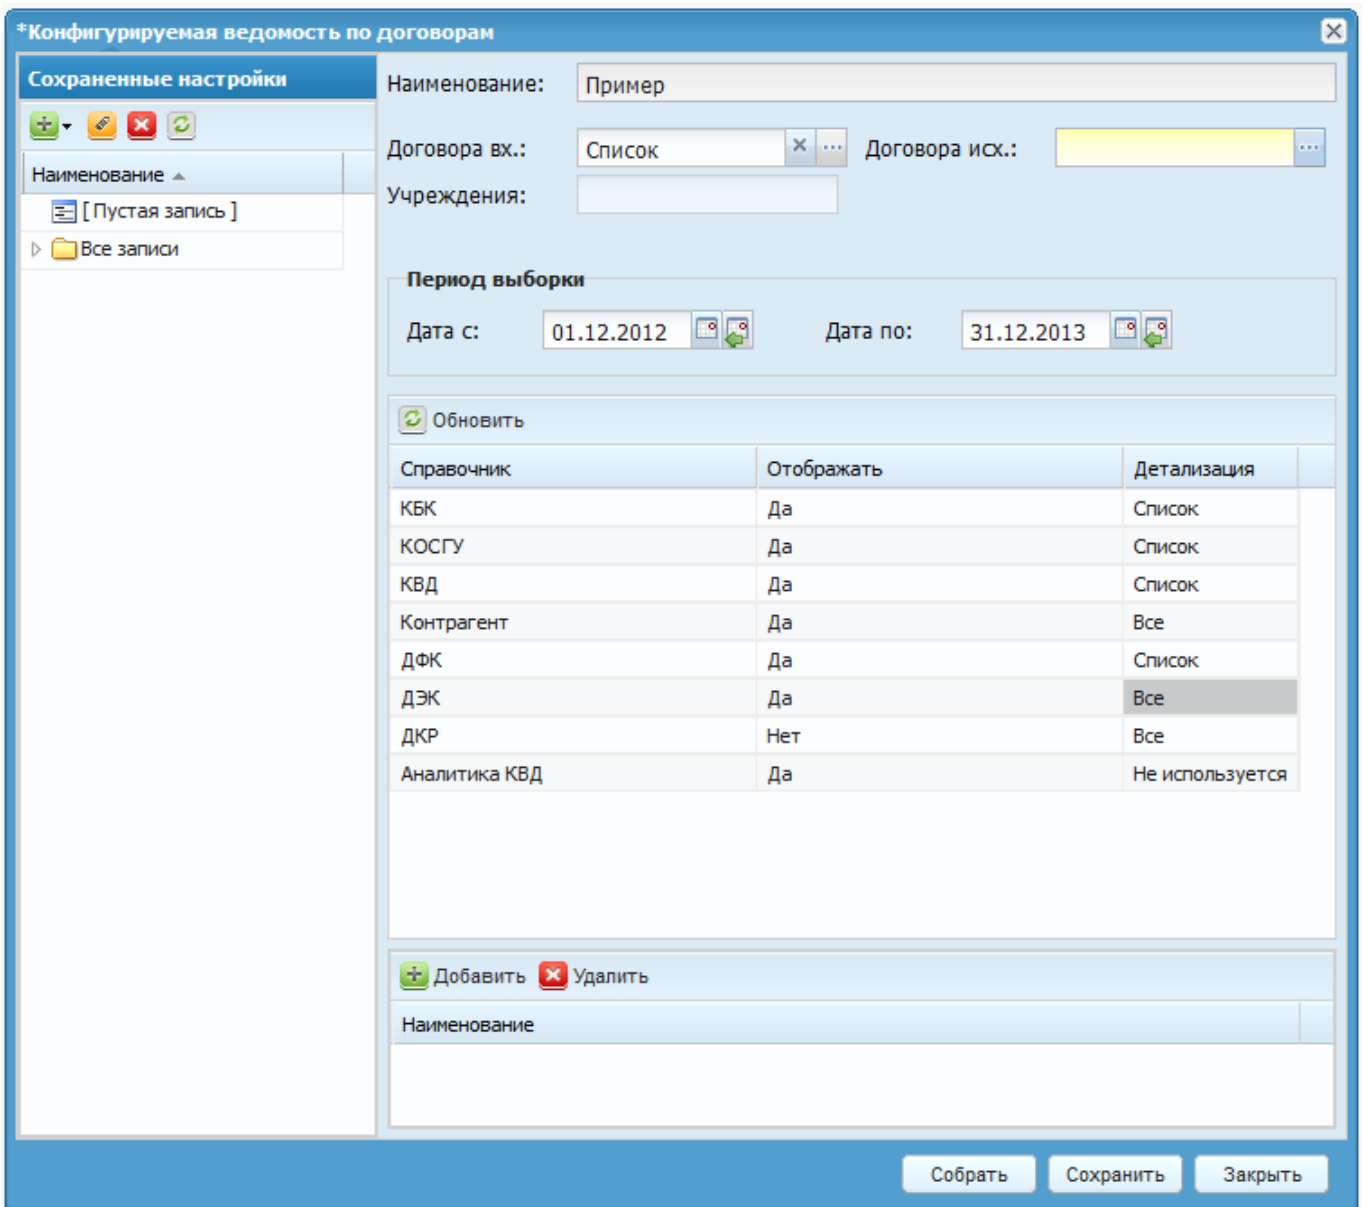 *Конфигурируемая ведомость по договорам
Сохраненные настройки
Наименование
[ Пустая запись ]
Все записи
Наименование: Пример
Договора вх.: Список ... Договора исх.: ...
Учреждения:
Период выборки
Дата с: 01.12.2012 Дата по: 31.12.2013
Обновить
Справочник Отображать Детализация
КБК Да Список
КОСГУ Да Список
КВД Да Список
Контрагент Да Все
ДФК Да Список
ДЭК Да Все
ДКР Нет Все
Аналитика КВД Да Не используется
Добавить Удалить
Наименование
Собрать Сохранить Закрыть